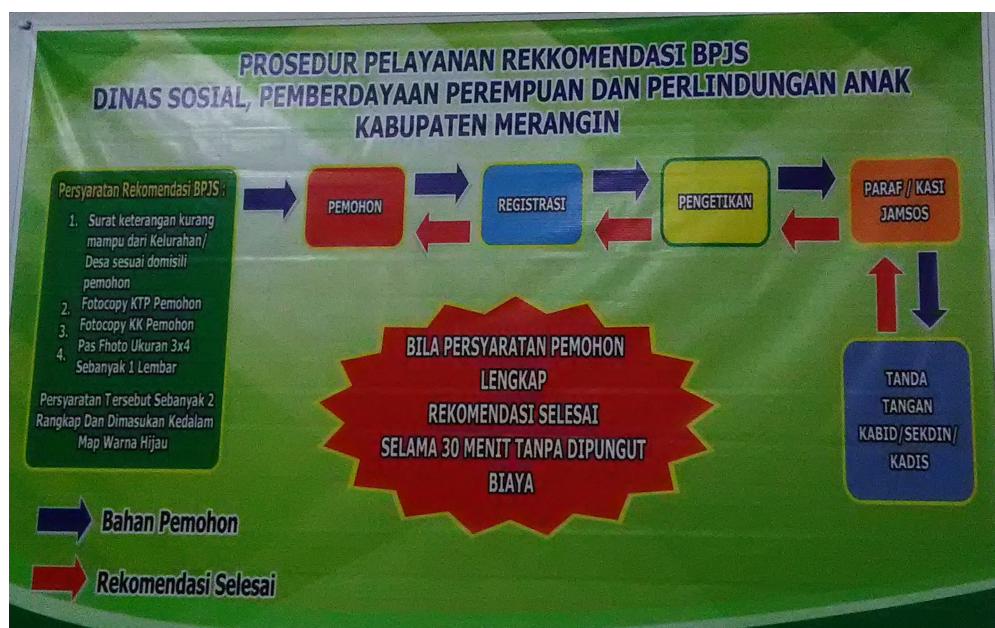 PROSEDUR PELAYANAN REKKOMENDASI BPJS
DINAS SOSIAL, PEMBERDAYAAN PEREMPUAN DAN PERLINDUNGAN ANAK
KABUPATEN MERANGIN
Persyaratan Rekomendasi BPJS :
1. Surat keterangan kurang
mampu dari Kelurahan/
Desa sesuai domisili
pemohon
2. Fotocopy KTP Pemohon
3. Fotocopy KK Pemohon
4. Pas Fhoto Ukuran 3x4
Sebanyak 1 Lembar
Persyaratan Tersebut Sebanyak 2
Rangkap Dan Dimasukan Kedalam
Map Warna Hijau
PEMOHON
REGISTRASI
PENGETIKAN
PARAF / KASI
JAMSOS
TANDA
TANGAN
KABID/SEKDIN/
KADIS
BILA PERSYARATAN PEMOHON
LENGKAP
REKOMENDASI SELESAI
SELAMA 30 MENIT TANPA DIPUNGUT
BIAYA
Bahan Pemohon
Rekomendasi Selesai